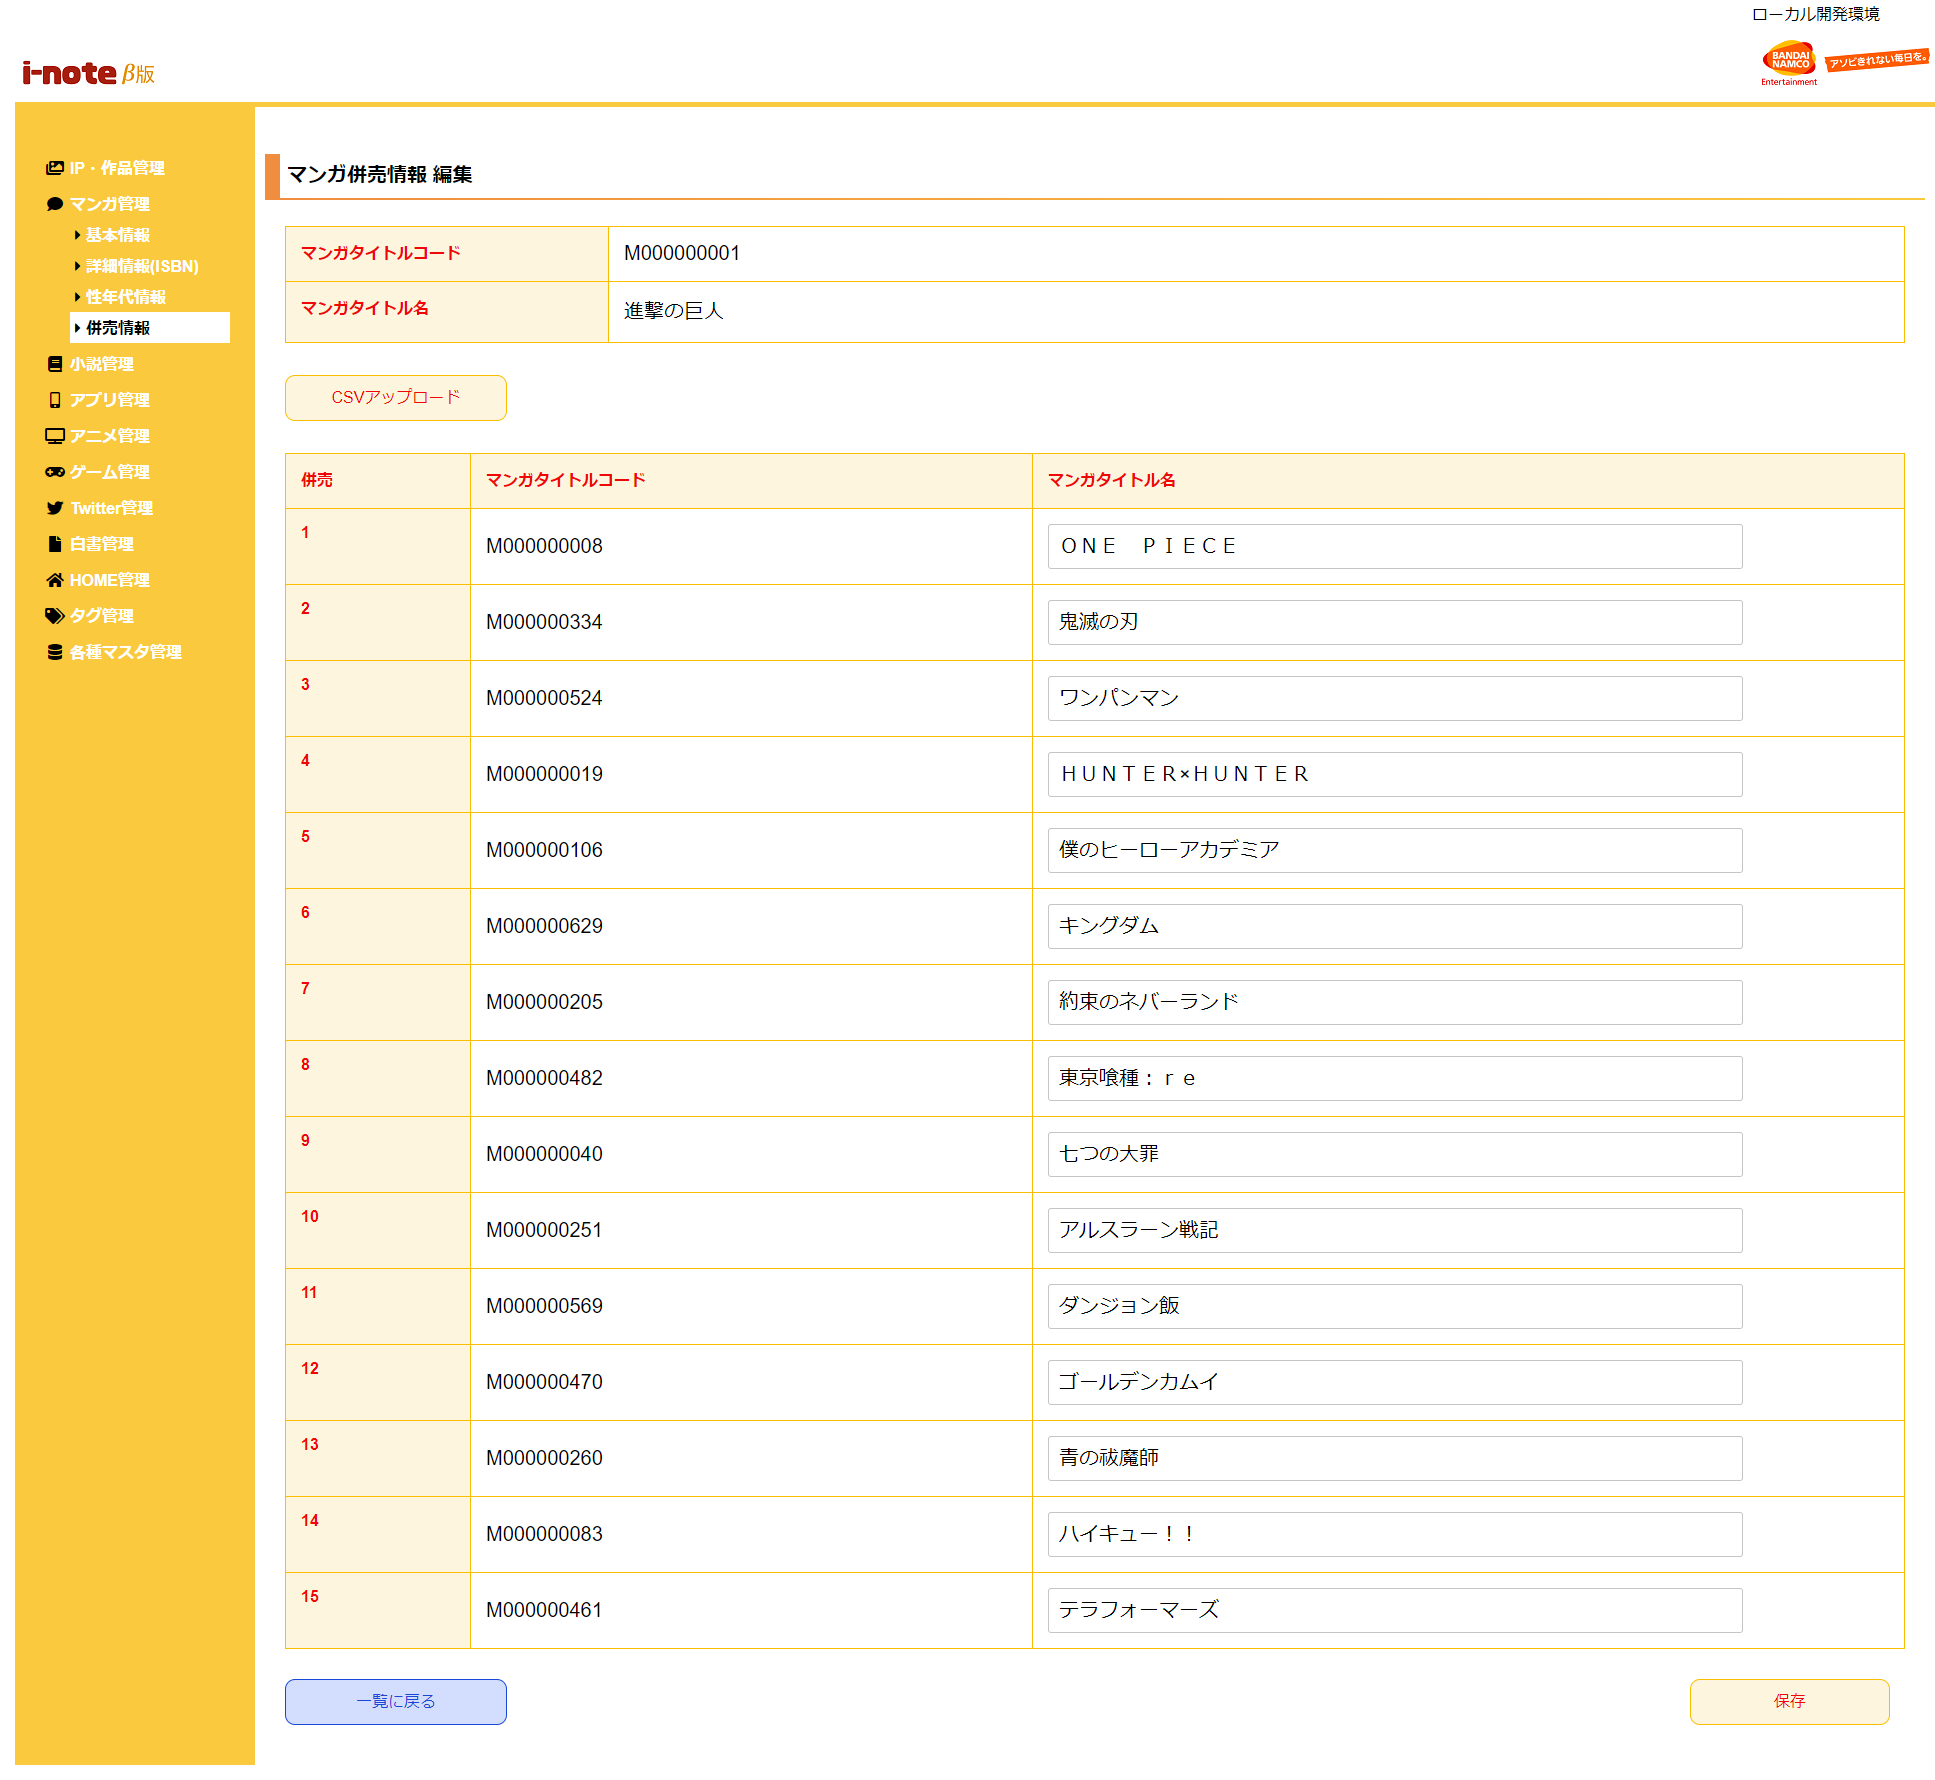 ローカル開発環境
i-note β版
BANDAI
NAMCO
Entertainment
アソビきれない毎日を。
IP・作品管理
マンガ管理
基本情報
詳細情報(ISBN)
性年代情報
併売情報
小説管理
アプリ管理
アニメ管理
ゲーム管理
Twitter管理
白書管理
HOME管理
タグ管理
各種マスタ管理
マンガ併売情報 編集
マンガタイトルコード M000000001
マンガタイトル名 進撃の巨人
CSVアップロード
併売 マンガタイトルコード マンガタイトル名
1 M000000008 ＯＮＥ　ＰＩＥＣＥ
2 M000000334 鬼滅の刃
3 M000000524 ワンパンマン
4 M000000019 ＨＵＮＴＥＲ×ＨＵＮＴＥＲ
5 M000000106 僕のヒーローアカデミア
6 M000000629 キングダム
7 M000000205 約束のネバーランド
8 M000000482 東京喰種：ｒｅ
9 M000000040 七つの大罪
10 M000000251 アルスラーン戦記
11 M000000569 ダンジョン飯
12 M000000470 ゴールデンカムイ
13 M000000260 青の祓魔師
14 M000000083 ハイキュー！！
15 M000000461 テラフォーマーズ
一覧に戻る 保存